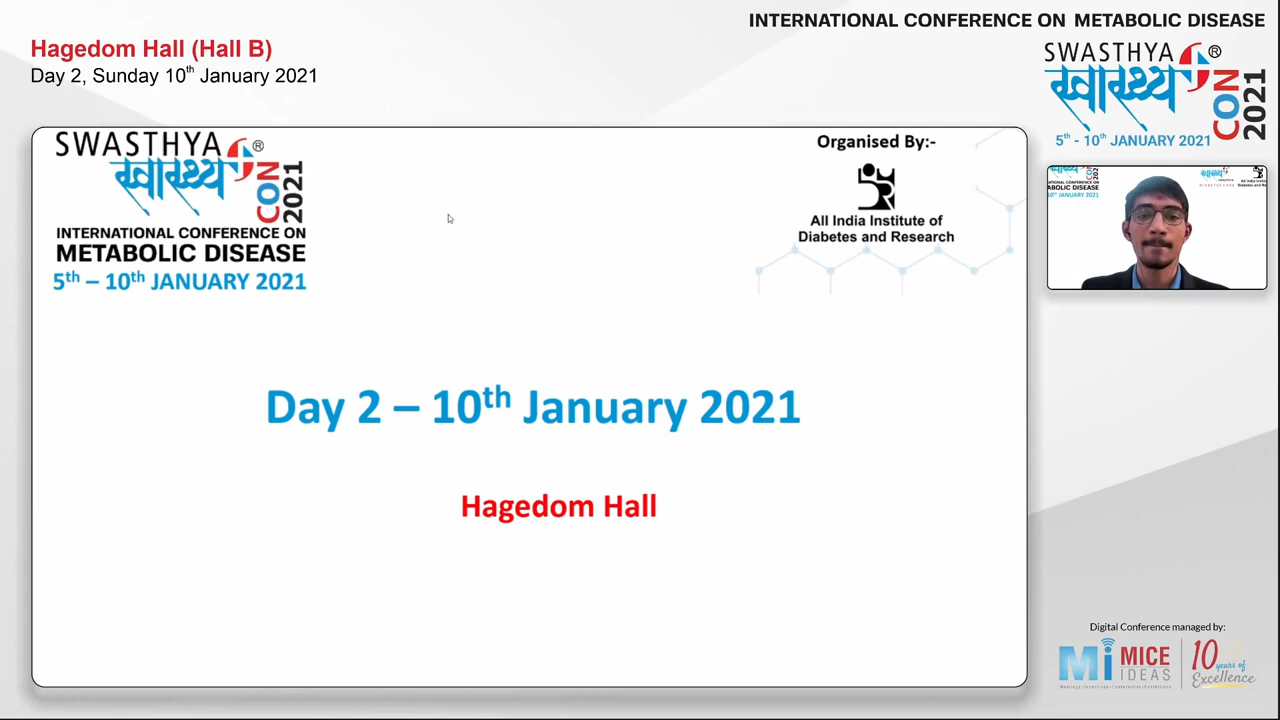 INTERNATIONAL CONFERENCE ON METABOLIC DISEASE
Hagedom Hall (Hall B)
Day 2, Sunday 10th January 2021
SWASTHYA
स्वास्थ्य
CON
2021
5th - 10th JANUARY 2021
SWASTHYA
स्वास्थ्य
CON
2021
INTERNATIONAL CONFERENCE ON
METABOLIC DISEASE
5th – 10th JANUARY 2021
Organised By:-
All India Institute of
Diabetes and Research
Day 2 – 10th January 2021
Hagedom Hall
Digital Conference managed by:
Mi MICE
IDEAS
10
years of
Excellence